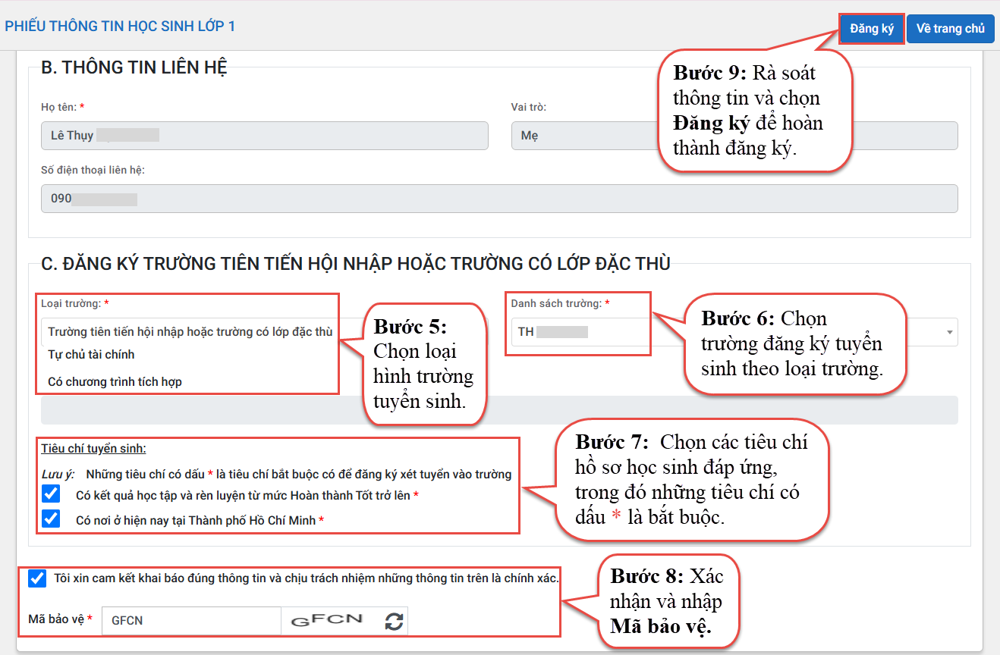 PHIẾU THÔNG TIN HỌC SINH LỚP 1
Đăng ký
Về trang chủ
B. THÔNG TIN LIÊN HỆ
Bước 9: Rà soát
thông tin và chọn
Đăng ký để hoàn
thành đăng ký.
Họ tên: *
Vai trò:
Lê Thụy
Mẹ
Số điện thoại liên hệ:
090
C. ĐĂNG KÝ TRƯỜNG TIÊN TIẾN HỘI NHẬP HOẶC TRƯỜNG CÓ LỚP ĐẶC THÙ
Loại trường: *
Trường tiên tiến hội nhập hoặc trường có lớp đặc thù
Tự chủ tài chính
Có chương trình tích hợp
Bước 5:
Chọn loại
hình trường
tuyển sinh.
Danh sách trường: *
TH
Bước 6: Chọn
trường đăng ký tuyển
sinh theo loại trường.
Tiêu chí tuyển sinh:
Lưu ý: Những tiêu chí có dấu * là tiêu chí bắt buộc có để đăng ký xét tuyển vào trường
Có kết quả học tập và rèn luyện từ mức Hoàn thành Tốt trở lên *
Có nơi ở hiện nay tại Thành phố Hồ Chí Minh *
Bước 7: Chọn các tiêu chí
hồ sơ học sinh đáp ứng,
trong đó những tiêu chí có
dấu * là bắt buộc.
Tôi xin cam kết khai báo đúng thông tin và chịu trách nhiệm những thông tin trên là chính xác.
Mã bảo vệ *
GFCN
GFCN
Bước 8: Xác
nhận và nhập
Mã bảo vệ.